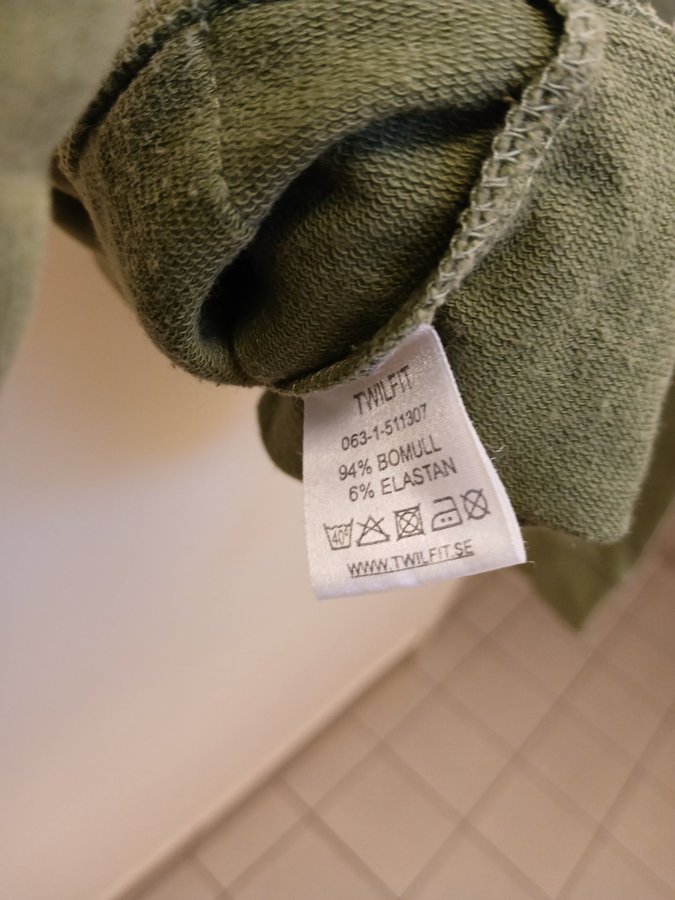 TWILFIT
063-1-511307
94% BOMULL
6% ELASTAN
40°
WWW.TWILFIT.SE